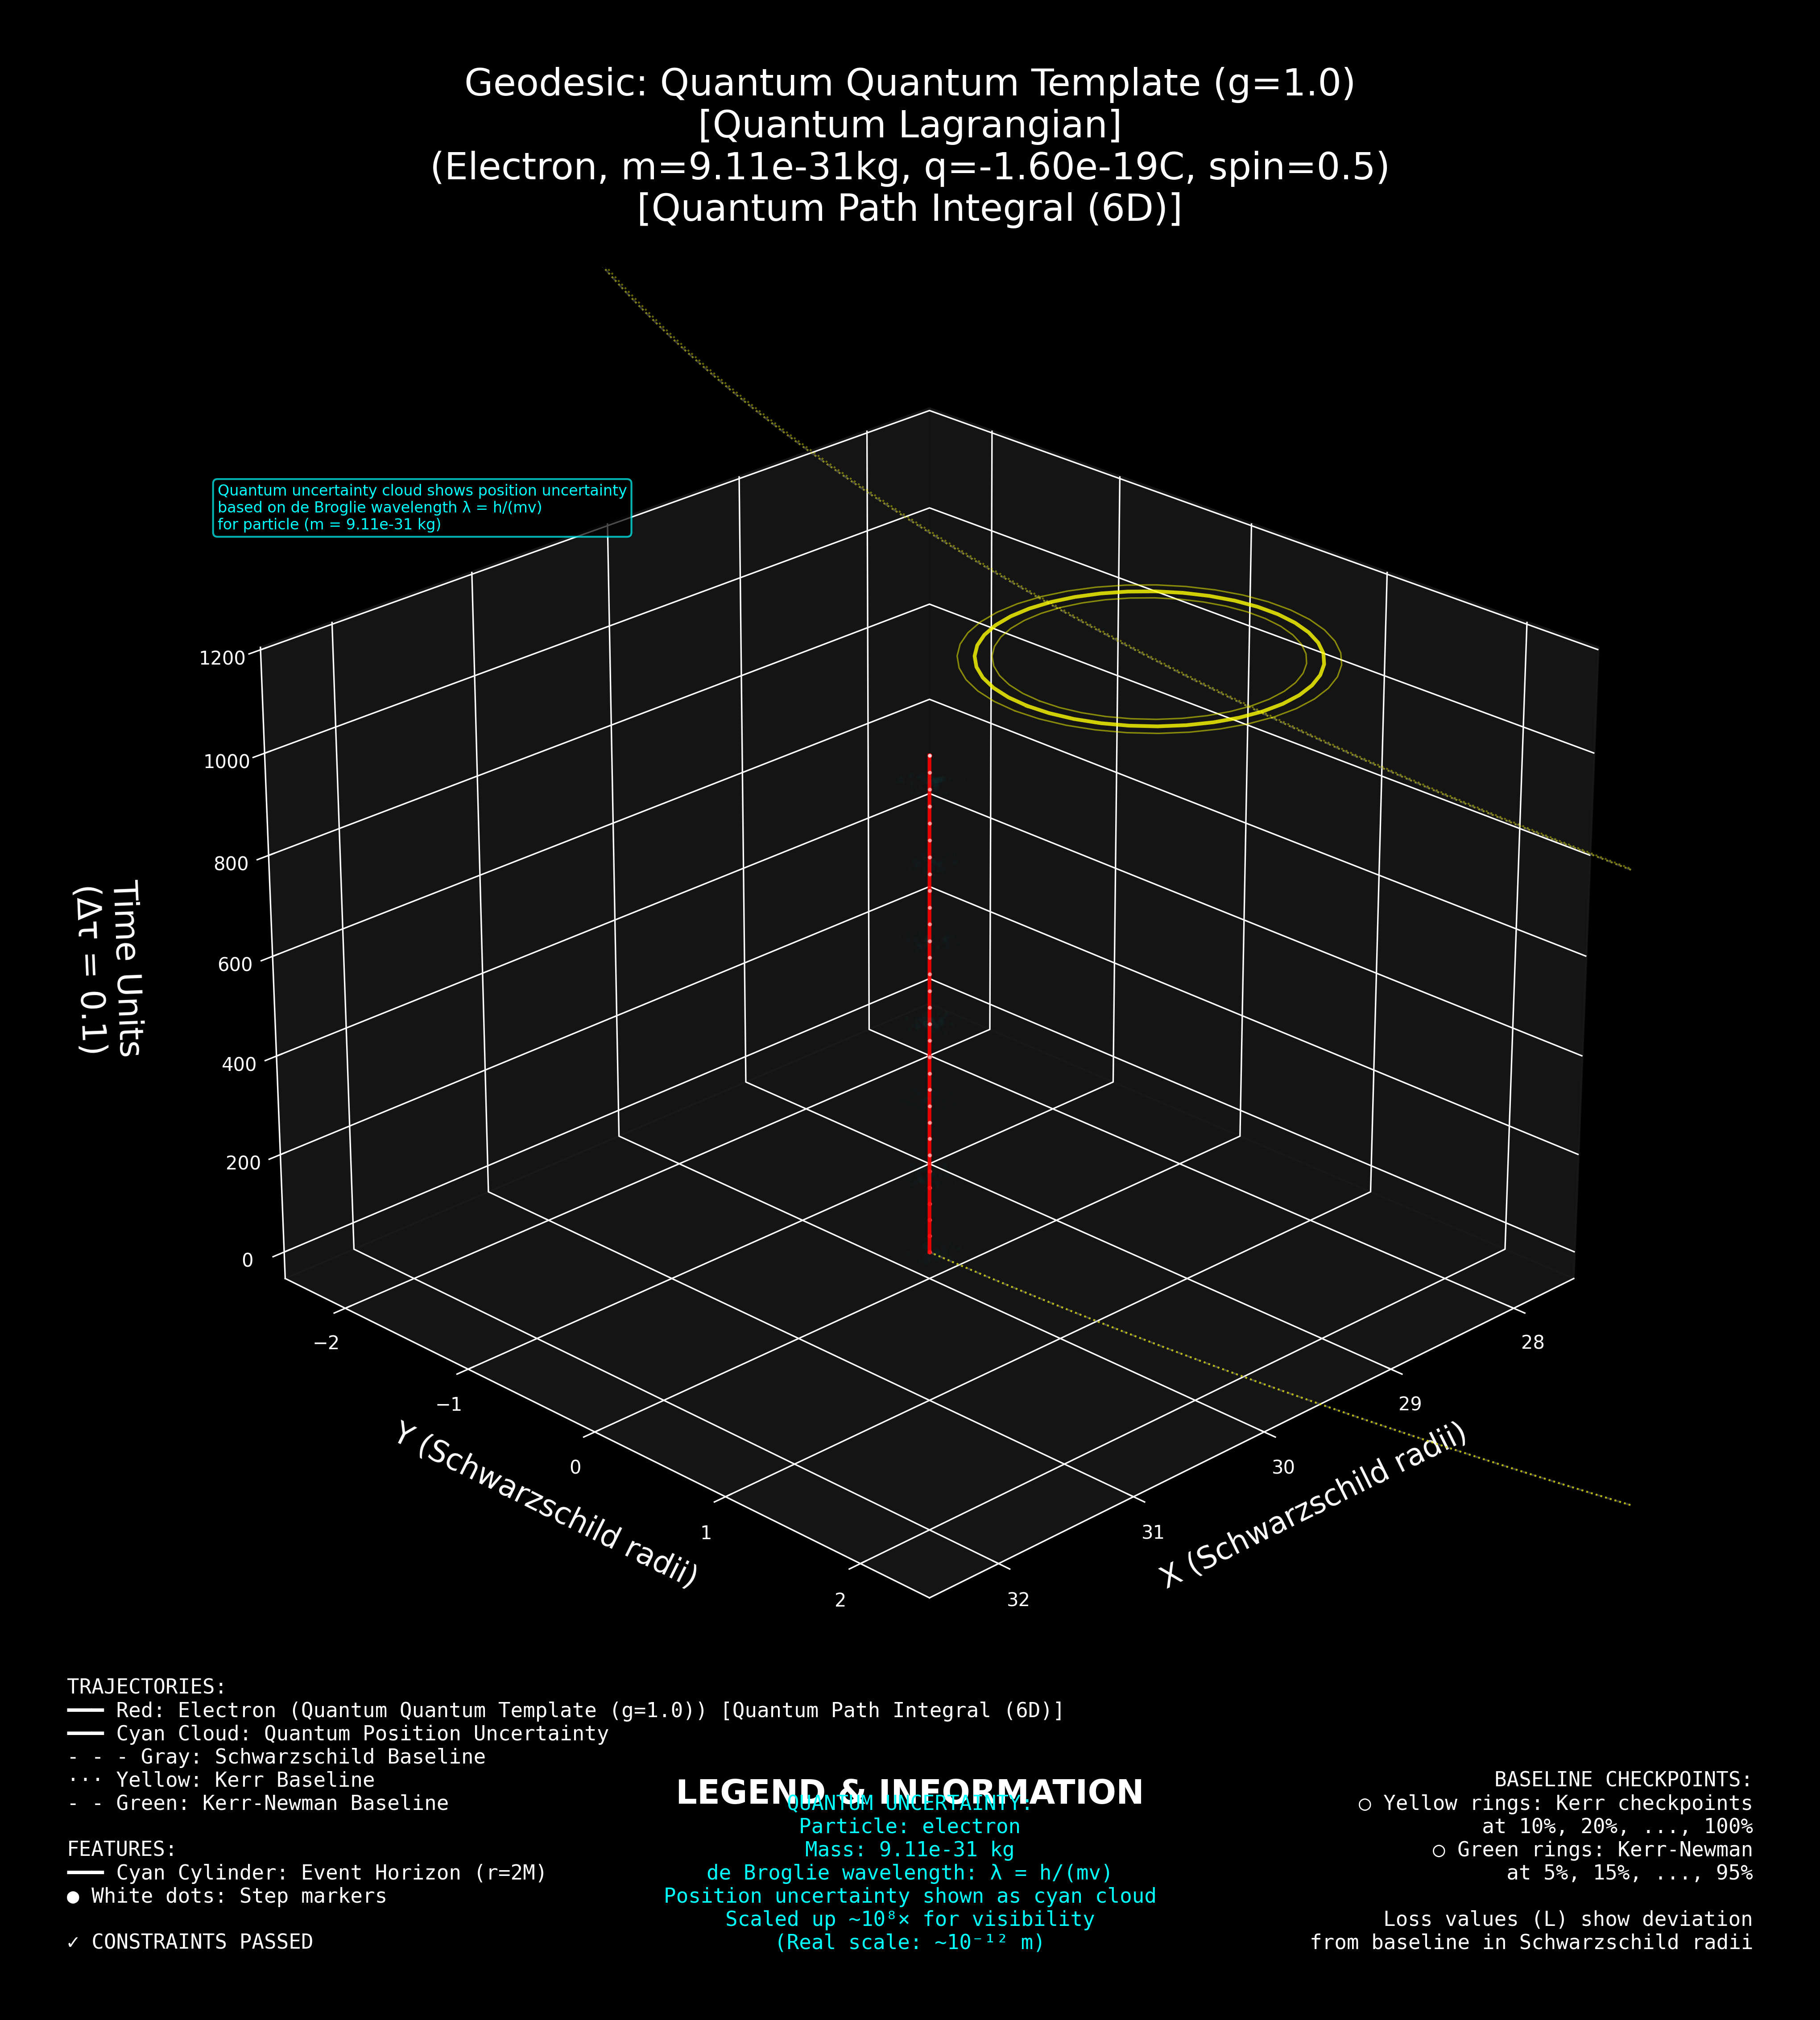 Geodesic: Quantum Quantum Template (g=1.0)
[Quantum Lagrangian]
(Electron, m=9.11e-31kg, q=-1.60e-19C, spin=0.5)
[Quantum Path Integral (6D)]
Quantum uncertainty cloud shows position uncertainty
based on de Broglie wavelength λ = h/(mv)
for particle (m = 9.11e-31 kg)
1200
1000
800
600
400
200
0
Time Units
(Δτ = 0.1)
−2
−1
0
1
2
Y (Schwarzschild radii)
28
29
30
31
32
X (Schwarzschild radii)
TRAJECTORIES:
━━━ Red: Electron (Quantum Quantum Template (g=1.0)) [Quantum Path Integral (6D)]
━━━ Cyan Cloud: Quantum Position Uncertainty
- - - Gray: Schwarzschild Baseline
··· Yellow: Kerr Baseline
- - Green: Kerr-Newman Baseline
FEATURES:
━━━ Cyan Cylinder: Event Horizon (r=2M)
● White dots: Step markers
✓ CONSTRAINTS PASSED
LEGEND & INFORMATION
QUANTUM UNCERTAINTY:
Particle: electron
Mass: 9.11e-31 kg
de Broglie wavelength: λ = h/(mv)
Position uncertainty shown as cyan cloud
Scaled up ~10⁸× for visibility
(Real scale: ~10⁻¹² m)
BASELINE CHECKPOINTS:
○ Yellow rings: Kerr checkpoints
at 10%, 20%, ..., 100%
○ Green rings: Kerr-Newman
at 5%, 15%, ..., 95%
Loss values (L) show deviation
from baseline in Schwarzschild radii